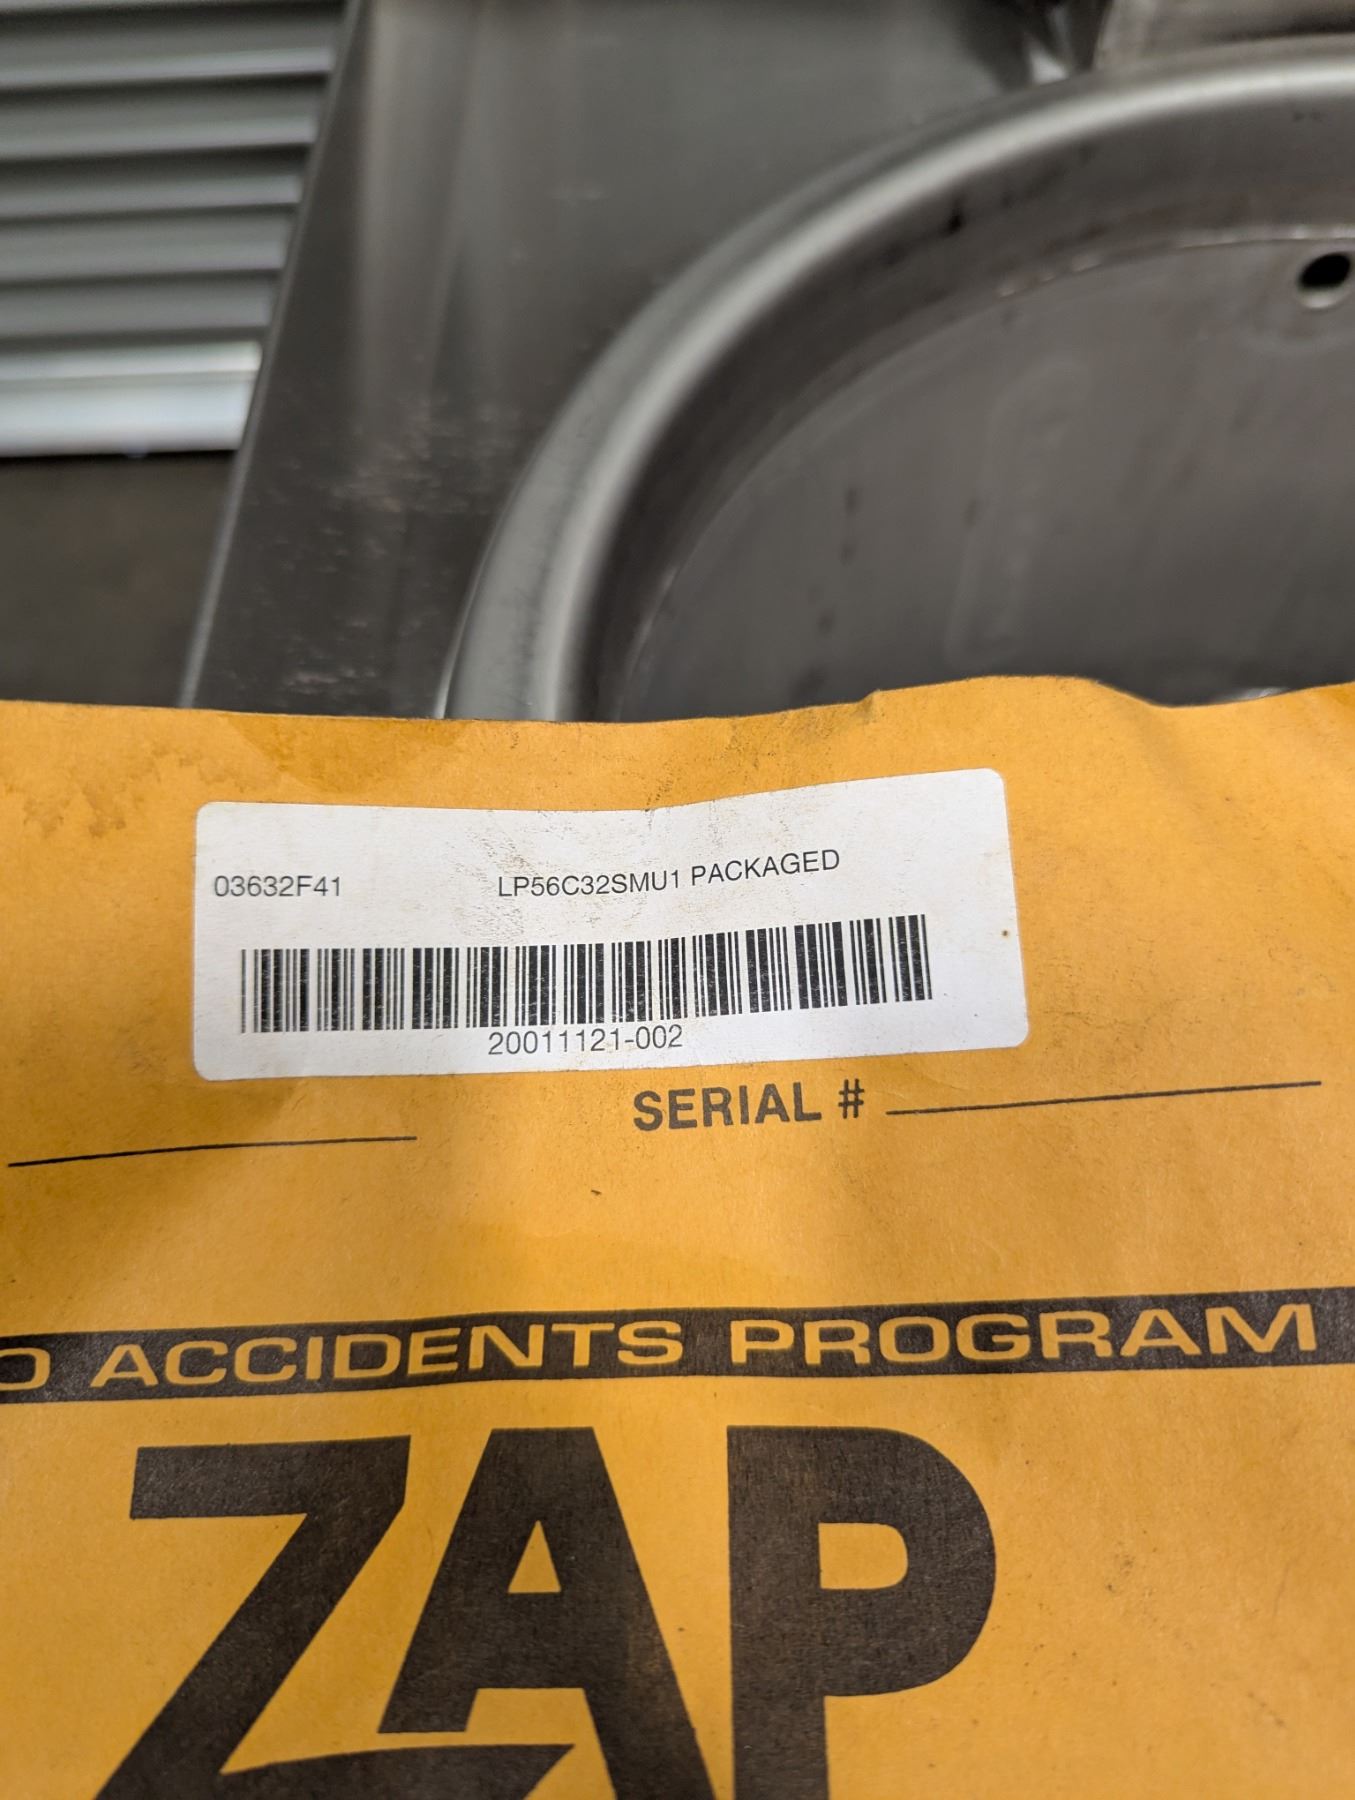 03632F41 LP56C32SMU1 PACKAGED
20011121-002
SERIAL #
ACCIDENTS PROGRAM
ZAP